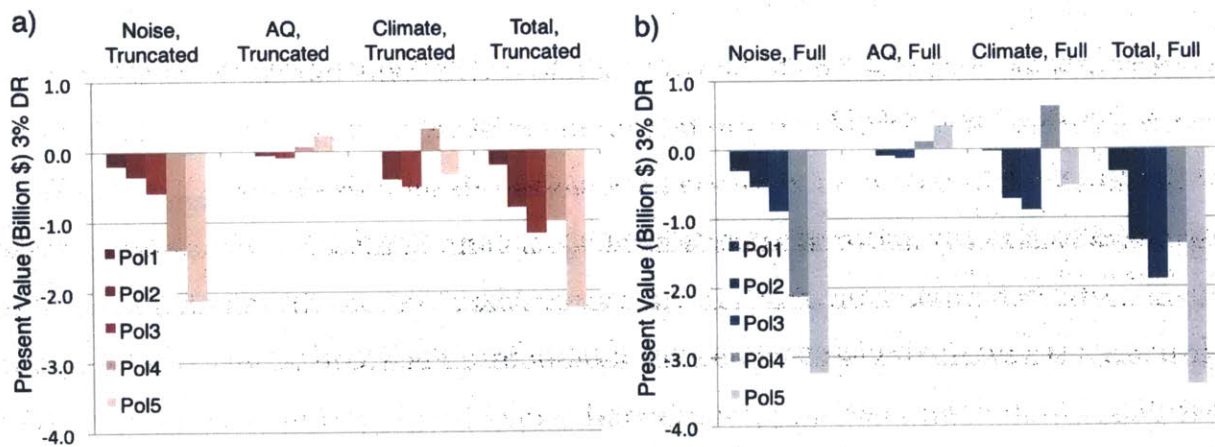 a)
Noise,
Truncated
AQ,
Truncated
Climate,
Truncated
Total,
Truncated
Present Value (Billion $) 3% DR
1.0
0.0
-1.0
-2.0
-3.0
-4.0
Pol1
Pol2
Pol3
Pol4
Pol5
b)
Noise, Full
AQ, Full
Climate, Full
Total, Full
Present Value (Billion $) 3% DR
1.0
0.0
-1.0
-2.0
-3.0
-4.0
Pol1
Pol2
Pol3
Pol4
Pol5